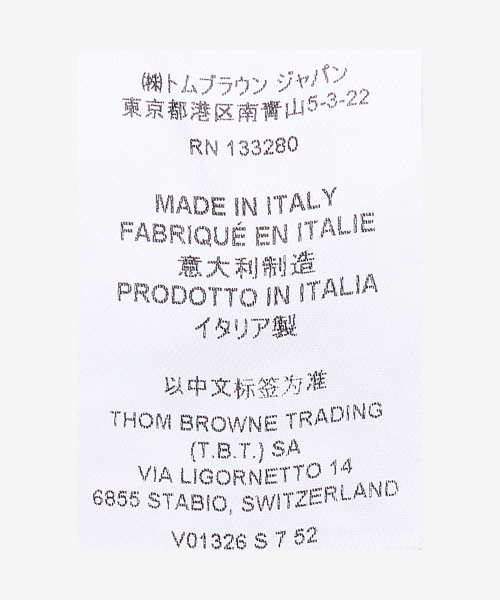 ㈱トムブラウン ジャパン
東京都港区南青山5-3-22
RN 133280
MADE IN ITALY
FABRIQUÉ EN ITALIE
意大利制造
PRODOTTO IN ITALIA
イタリア製
以中文标签为准
THOM BROWNE TRADING
(T.B.T.) SA
VIA LIGORNETTO 14
6855 STABIO, SWITZERLAND
V01326 S 7 52